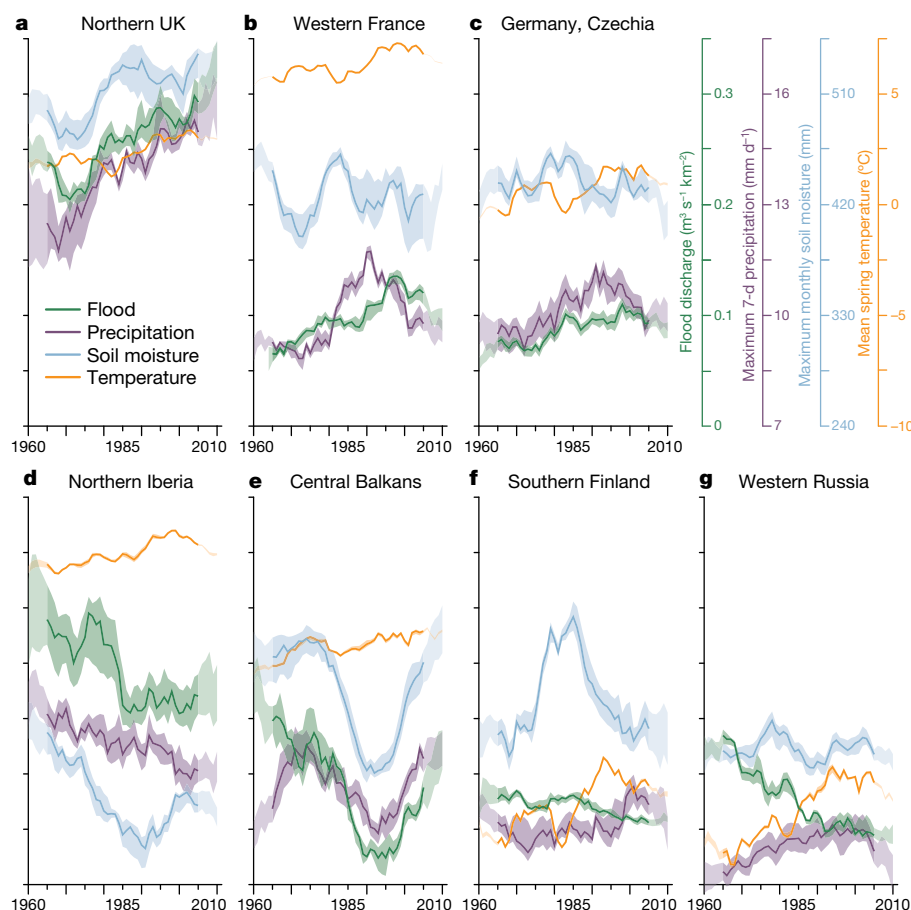 a Northern UK
b Western France
c Germany, Czechia
Flood
Precipitation
Soil moisture
Temperature
1960 1985 2010
1960 1985 2010
1960 1985 2010
Flood discharge (m³ s⁻¹ km⁻²)
0.3
0.2
0.1
0
Maximum 7-d precipitation (mm d⁻¹)
16
13
10
7
Maximum monthly soil moisture (mm)
510
420
330
240
Mean spring temperature (°C)
5
0
−5
−10
d Northern Iberia
e Central Balkans
f Southern Finland
g Western Russia
1960 1985 2010
1960 1985 2010
1960 1985 2010
1960 1985 2010